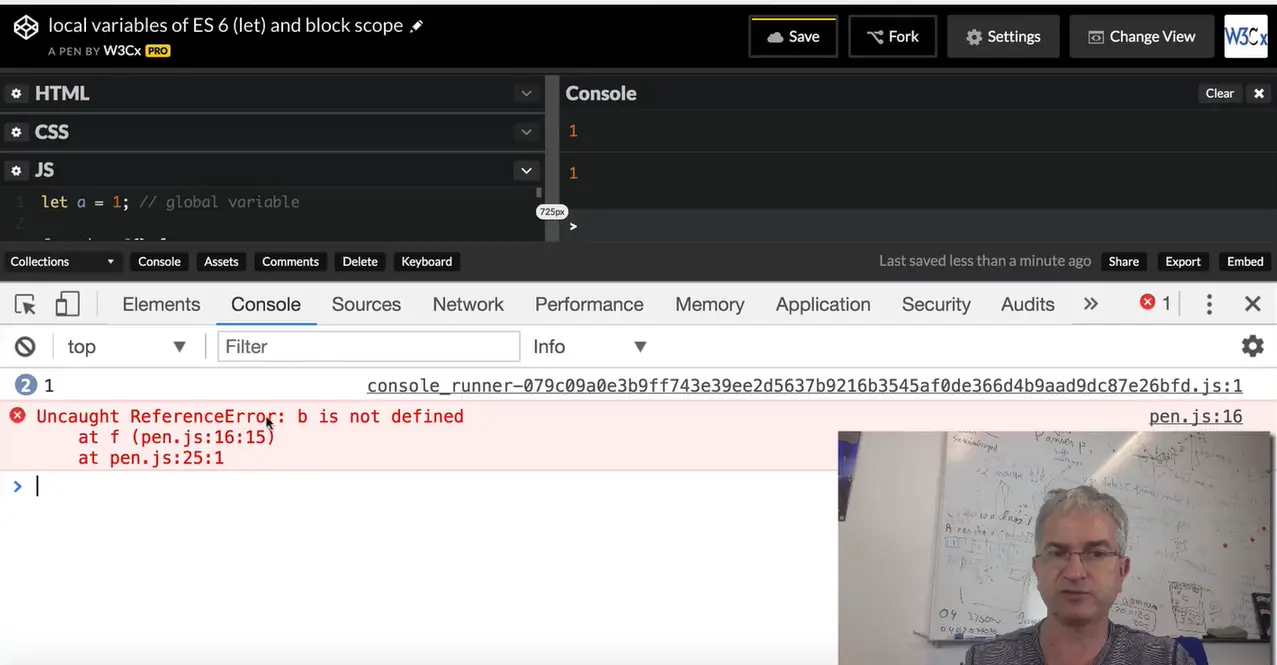 local variables of ES 6 (let) and block scope
A PEN BY W3Cx PRO
Save
Fork
Settings
Change View
W3Cx
HTML
CSS
JS
1 let a = 1; // global variable
2
Console
Clear
1
1
725px
>
Collections
Console
Assets
Comments
Delete
Keyboard
Last saved less than a minute ago
Share
Export
Embed
Elements
Console
Sources
Network
Performance
Memory
Application
Security
Audits
1
top
Filter
Info
2 1 console_runner-079c09a0e3b9ff743e39ee2d5637b9216b3545af0de366d4b9aad9dc87e26bfd.js:1
Uncaught ReferenceError: b is not defined pen.js:16
at f (pen.js:16:15)
at pen.js:25:1